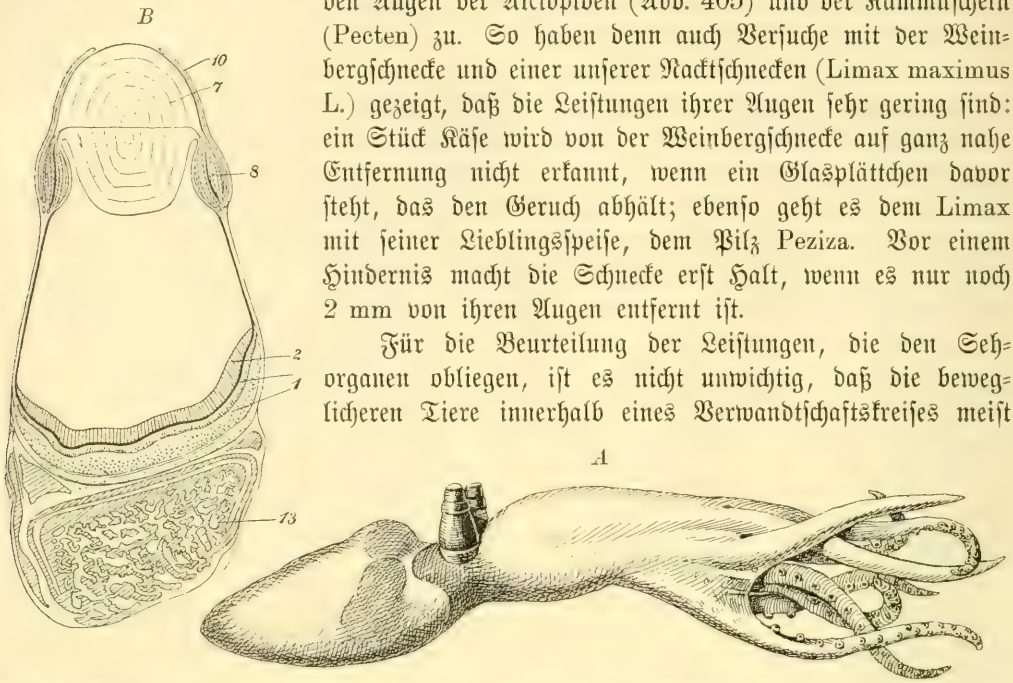 B
10
7
8
2
1
13
den Augen der Alciopiden (Abb. 405) und der Kammuscheln
(Pecten) zu. So haben denn auch Versuche mit der Wein=
bergschnecke und einer unserer Nacktschnecken (Limax maximus
L.) gezeigt, daß die Leistungen ihrer Augen sehr gering sind:
ein Stück Käse wird von der Weinbergschnecke auf ganz nahe
Entfernung nicht erkannt, wenn ein Glasplättchen davor
steht, das den Geruch abhält; ebenso geht es dem Limax
mit seiner Lieblingsspeise, dem Pilz Peziza. Vor einem
Hindernis macht die Schnecke erst Halt, wenn es nur noch
2 mm von ihren Augen entfernt ist.
Für die Beurteilung der Leistungen, die den Seh=
organen obliegen, ist es nicht unwichtig, daß die beweg=
licheren Tiere innerhalb eines Verwandtschaftskreises meist
A